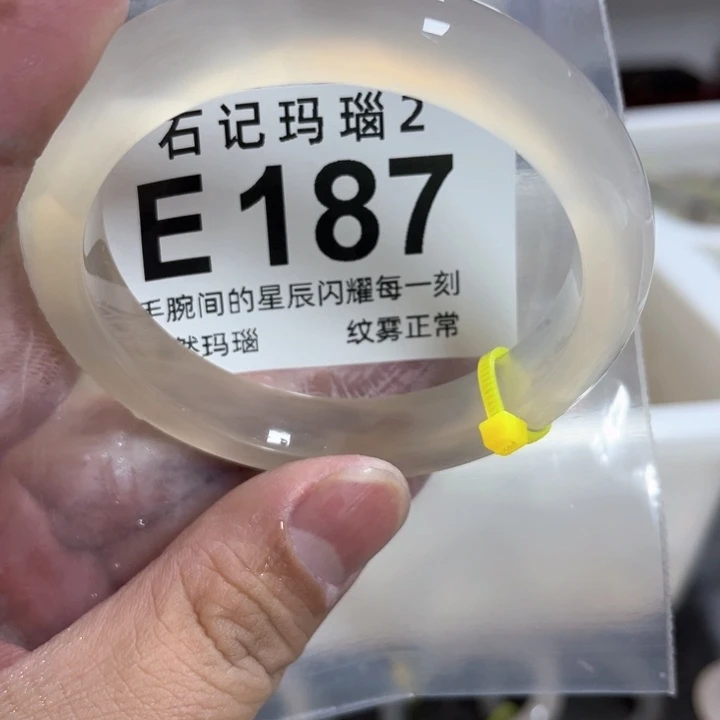 石记玛瑙2
E187
手腕间的星辰闪耀每一刻
然玛瑙 纹雾正常